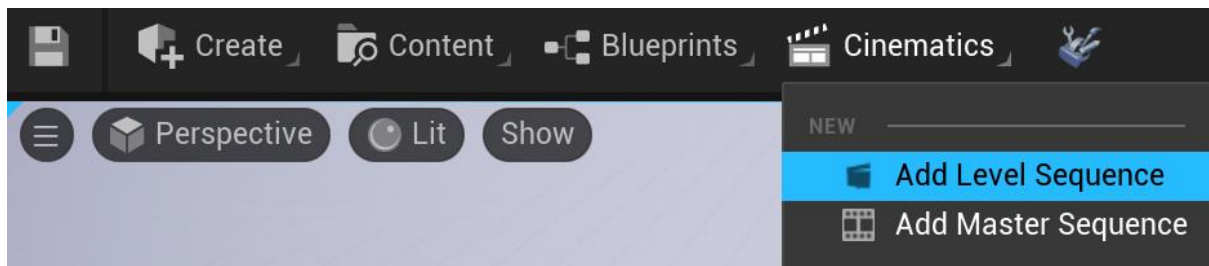 Create Content Blueprints Cinematics
Perspective Lit Show
NEW
Add Level Sequence
Add Master Sequence